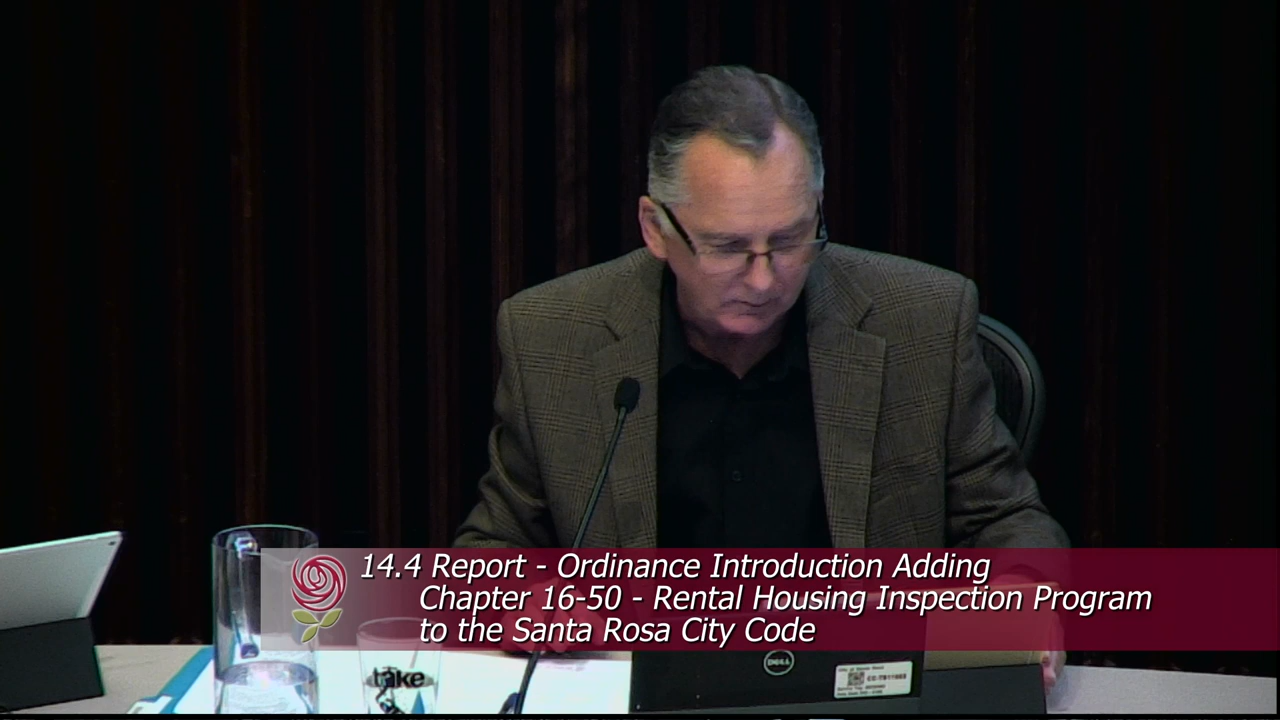 14.4 Report - Ordinance Introduction Adding
Chapter 16-50 - Rental Housing Inspection Program
to the Santa Rosa City Code
take
DELL